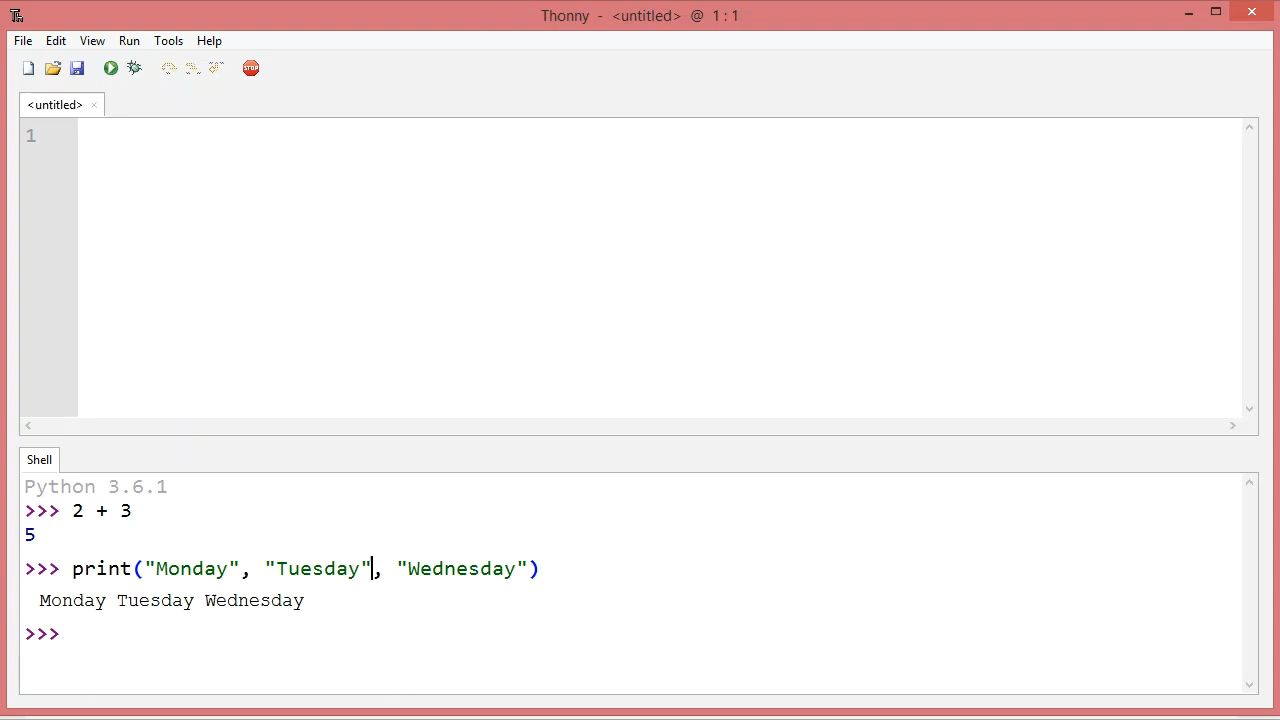 Thonny - <untitled> @ 1 : 1
File Edit View Run Tools Help
STOP
<untitled> ×
1
Shell
Python 3.6.1
>>> 2 + 3
5
>>> print("Monday", "Tuesday", "Wednesday")
Monday Tuesday Wednesday
>>>